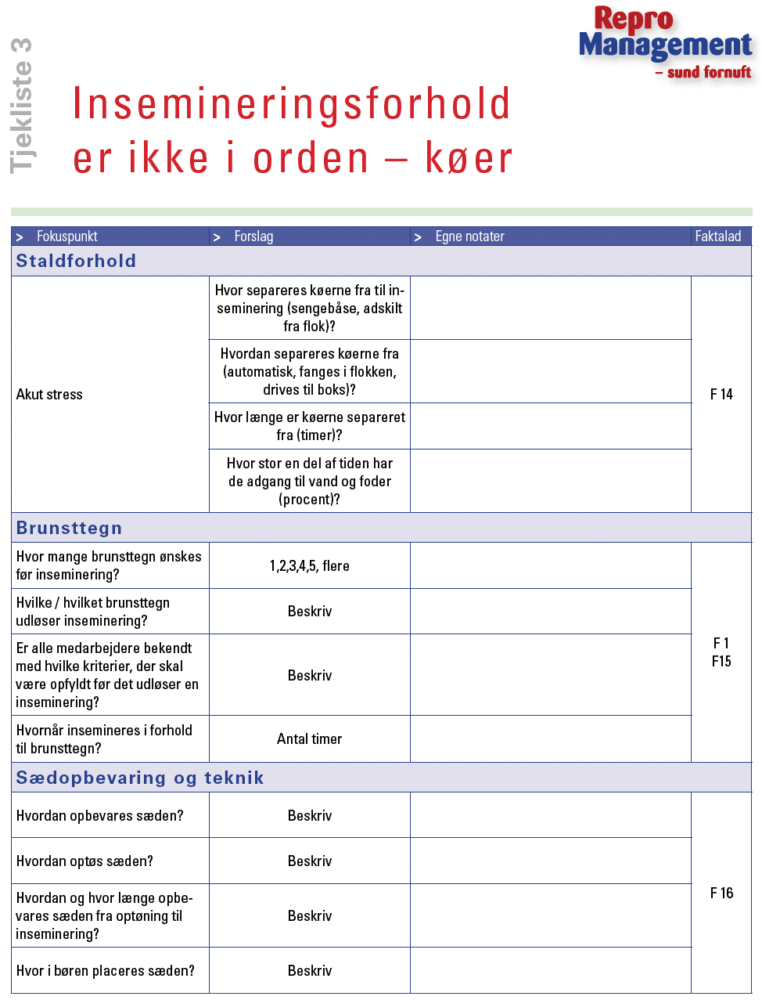 Repro
Management
– sund fornuft
Tjekliste 3
Insemineringsforhold
er ikke i orden – køer
> Fokuspunkt > Forslag > Egne notater Faktalad
Staldforhold
Akut stress
Hvor separeres køerne fra til in-
seminering (sengebåse, adskilt
fra flok)?
Hvordan separeres køerne fra
(automatisk, fanges i flokken,
drives til boks)?
Hvor længe er køerne separeret
fra (timer)?
Hvor stor en del af tiden har
de adgang til vand og foder
(procent)?
F 14
Brunsttegn
Hvor mange brunsttegn ønskes
før inseminering?
1,2,3,4,5, flere
Hvilke / hvilket brunsttegn
udløser inseminering?
Beskriv
Er alle medarbejdere bekendt
med hvilke kriterier, der skal
være opfyldt før det udløser en
inseminering?
Beskriv
Hvornår insemineres i forhold
til brunsttegn?
Antal timer
F 1
F15
Sædopbevaring og teknik
Hvordan opbevares sæden?
Beskriv
Hvordan optøs sæden?
Beskriv
Hvordan og hvor længe opbe-
vares sæden fra optøning til
inseminering?
Beskriv
Hvor i børen placeres sæden?
Beskriv
F 16